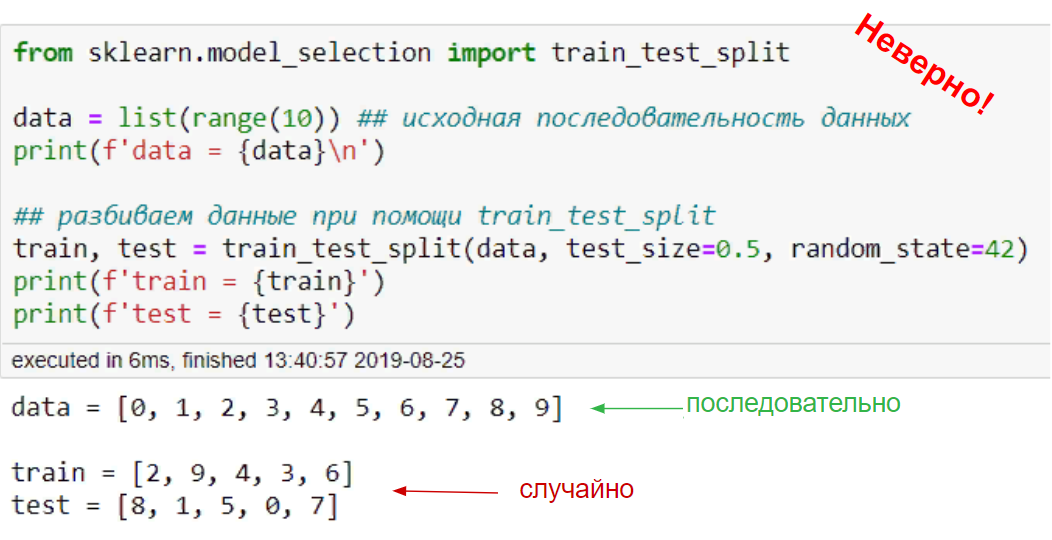 Неверно!
from sklearn.model_selection import train_test_split
data = list(range(10)) ## исходная последовательность данных
print(f'data = {data}\n')
## разбиваем данные при помощи train_test_split
train, test = train_test_split(data, test_size=0.5, random_state=42)
print(f'train = {train}')
print(f'test = {test}')
executed in 6ms, finished 13:40:57 2019-08-25
data = [0, 1, 2, 3, 4, 5, 6, 7, 8, 9] последовательно
train = [2, 9, 4, 3, 6]
случайно
test = [8, 1, 5, 0, 7]